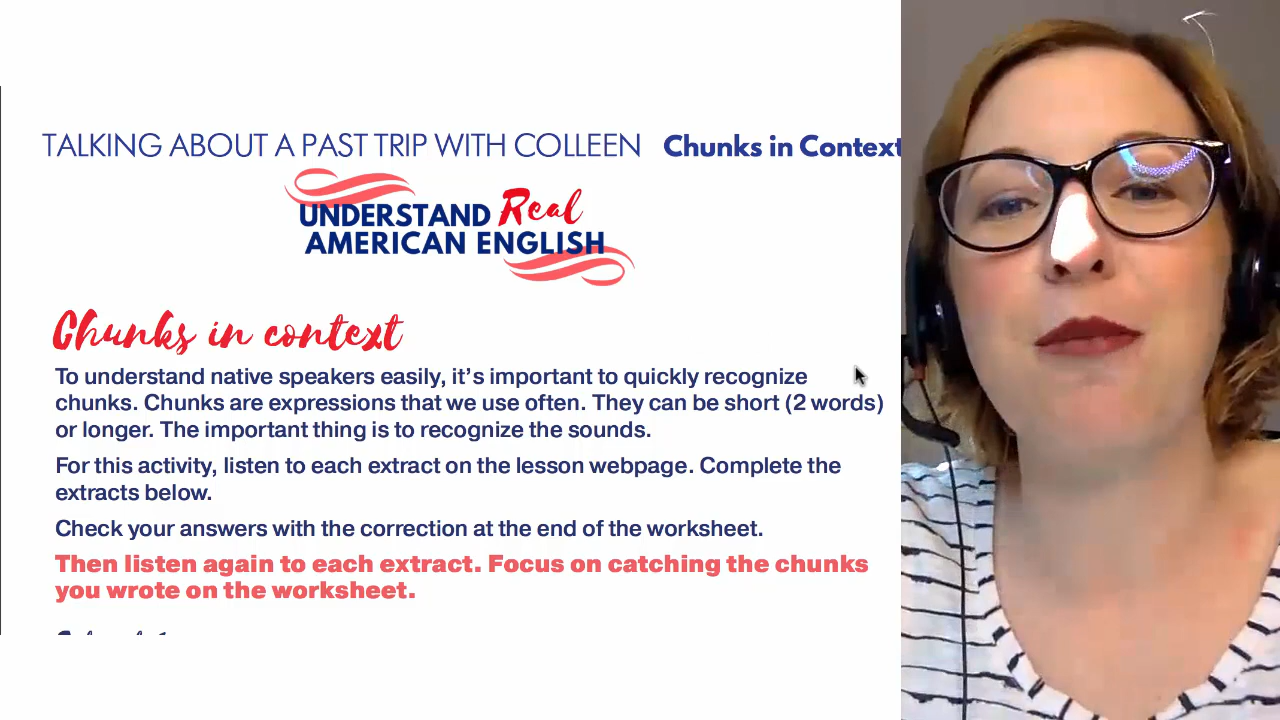 TALKING ABOUT A PAST TRIP WITH COLLEEN Chunks in Context
UNDERSTAND Real
AMERICAN ENGLISH
Chunks in context
To understand native speakers easily, it's important to quickly recognize
chunks. Chunks are expressions that we use often. They can be short (2 words)
or longer. The important thing is to recognize the sounds.
For this activity, listen to each extract on the lesson webpage. Complete the
extracts below.
Check your answers with the correction at the end of the worksheet.
Then listen again to each extract. Focus on catching the chunks
you wrote on the worksheet.